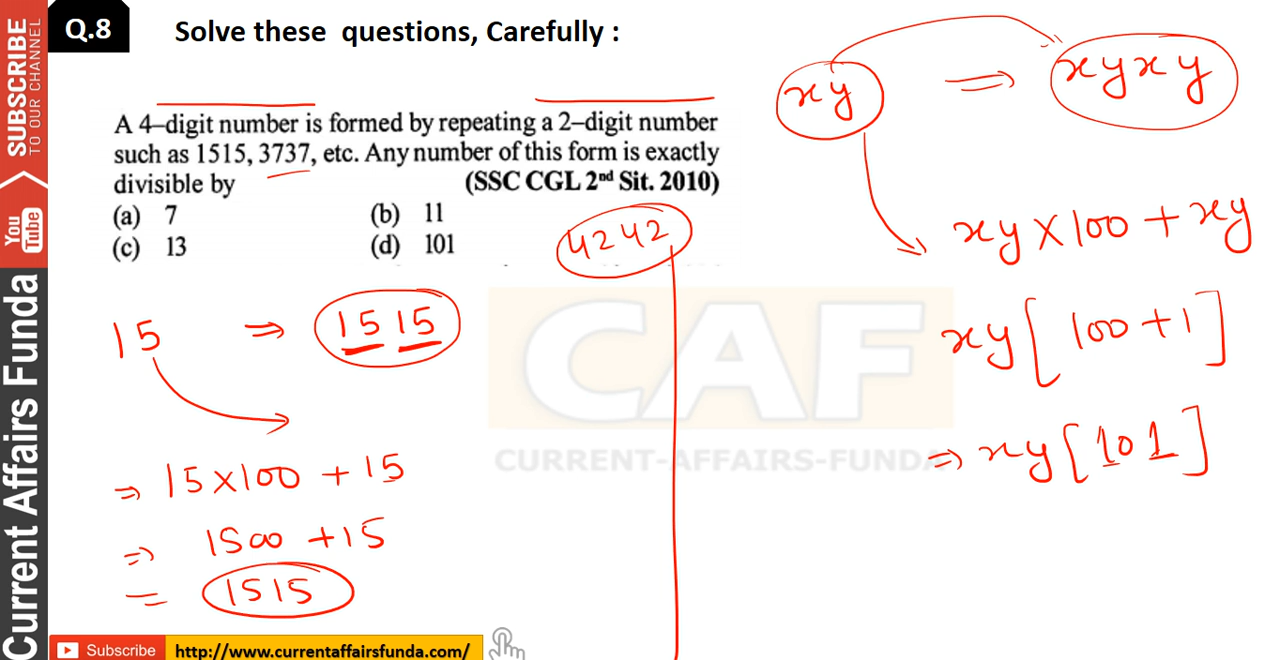 SUBSCRIBE
TO OUR CHANNEL
You
Tube
Current Affairs Funda
Q.8
Solve these questions, Carefully :
A 4–digit number is formed by repeating a 2–digit number
such as 1515, 3737, etc. Any number of this form is exactly
divisible by (SSC CGL 2nd Sit. 2010)
(a) 7 (b) 11
(c) 13 (d) 101
xy ⇒ xyxy
4242
xy × 100 + xy
xy [ 100 + 1 ]
⇒ xy [ 101 ]
15 ⇒ 1515
⇒ 15 × 100 + 15
⇒ 1500 + 15
= 1515
CAF
CURRENT-AFFAIRS-FUNDA
Subscribe http://www.currentaffairsfunda.com/